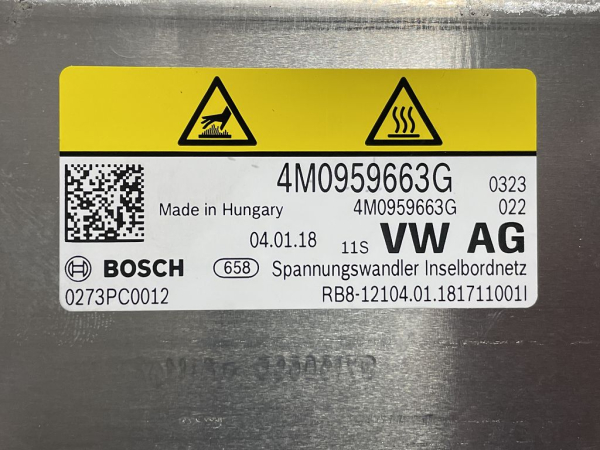 4M0959663G 0323
Made in Hungary 4M0959663G 022
04.01.18 11S VW AG
BOSCH 658 Spannungswandler Inselbordnetz
0273PC0012 RB8-12104.01.181711001I